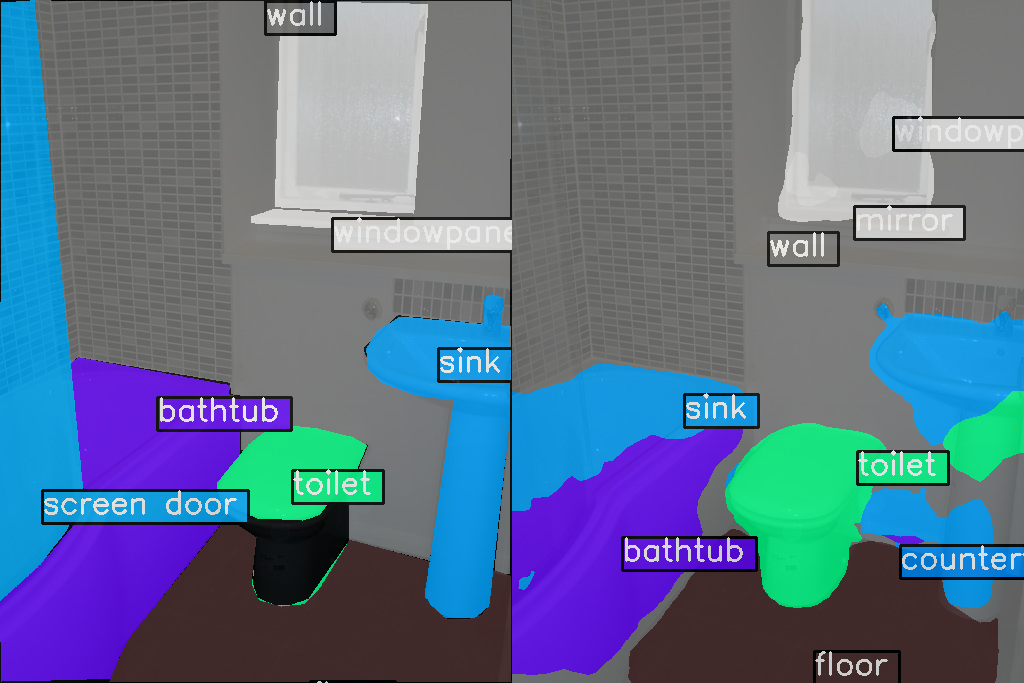 wall
windowpane
sink
bathtub
toilet
screen door
windowp
mirror
wall
sink
toilet
bathtub
counter
floor